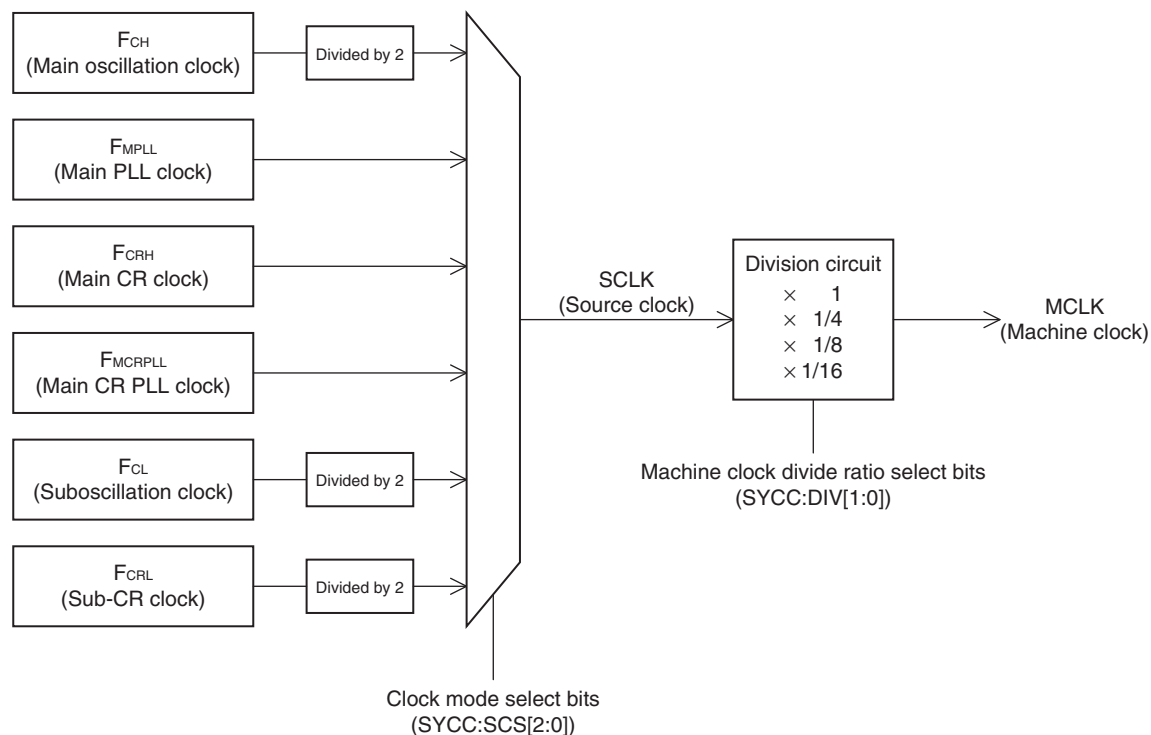 FCH
(Main oscillation clock)
Divided by 2
FMPLL
(Main PLL clock)
FCRH
(Main CR clock)
FMCRPLL
(Main CR PLL clock)
FCL
(Suboscillation clock)
Divided by 2
FCRL
(Sub-CR clock)
Divided by 2
Clock mode select bits
(SYCC:SCS[2:0])
SCLK
(Source clock)
Division circuit
× 1
× 1/4
× 1/8
× 1/16
Machine clock divide ratio select bits
(SYCC:DIV[1:0])
MCLK
(Machine clock)